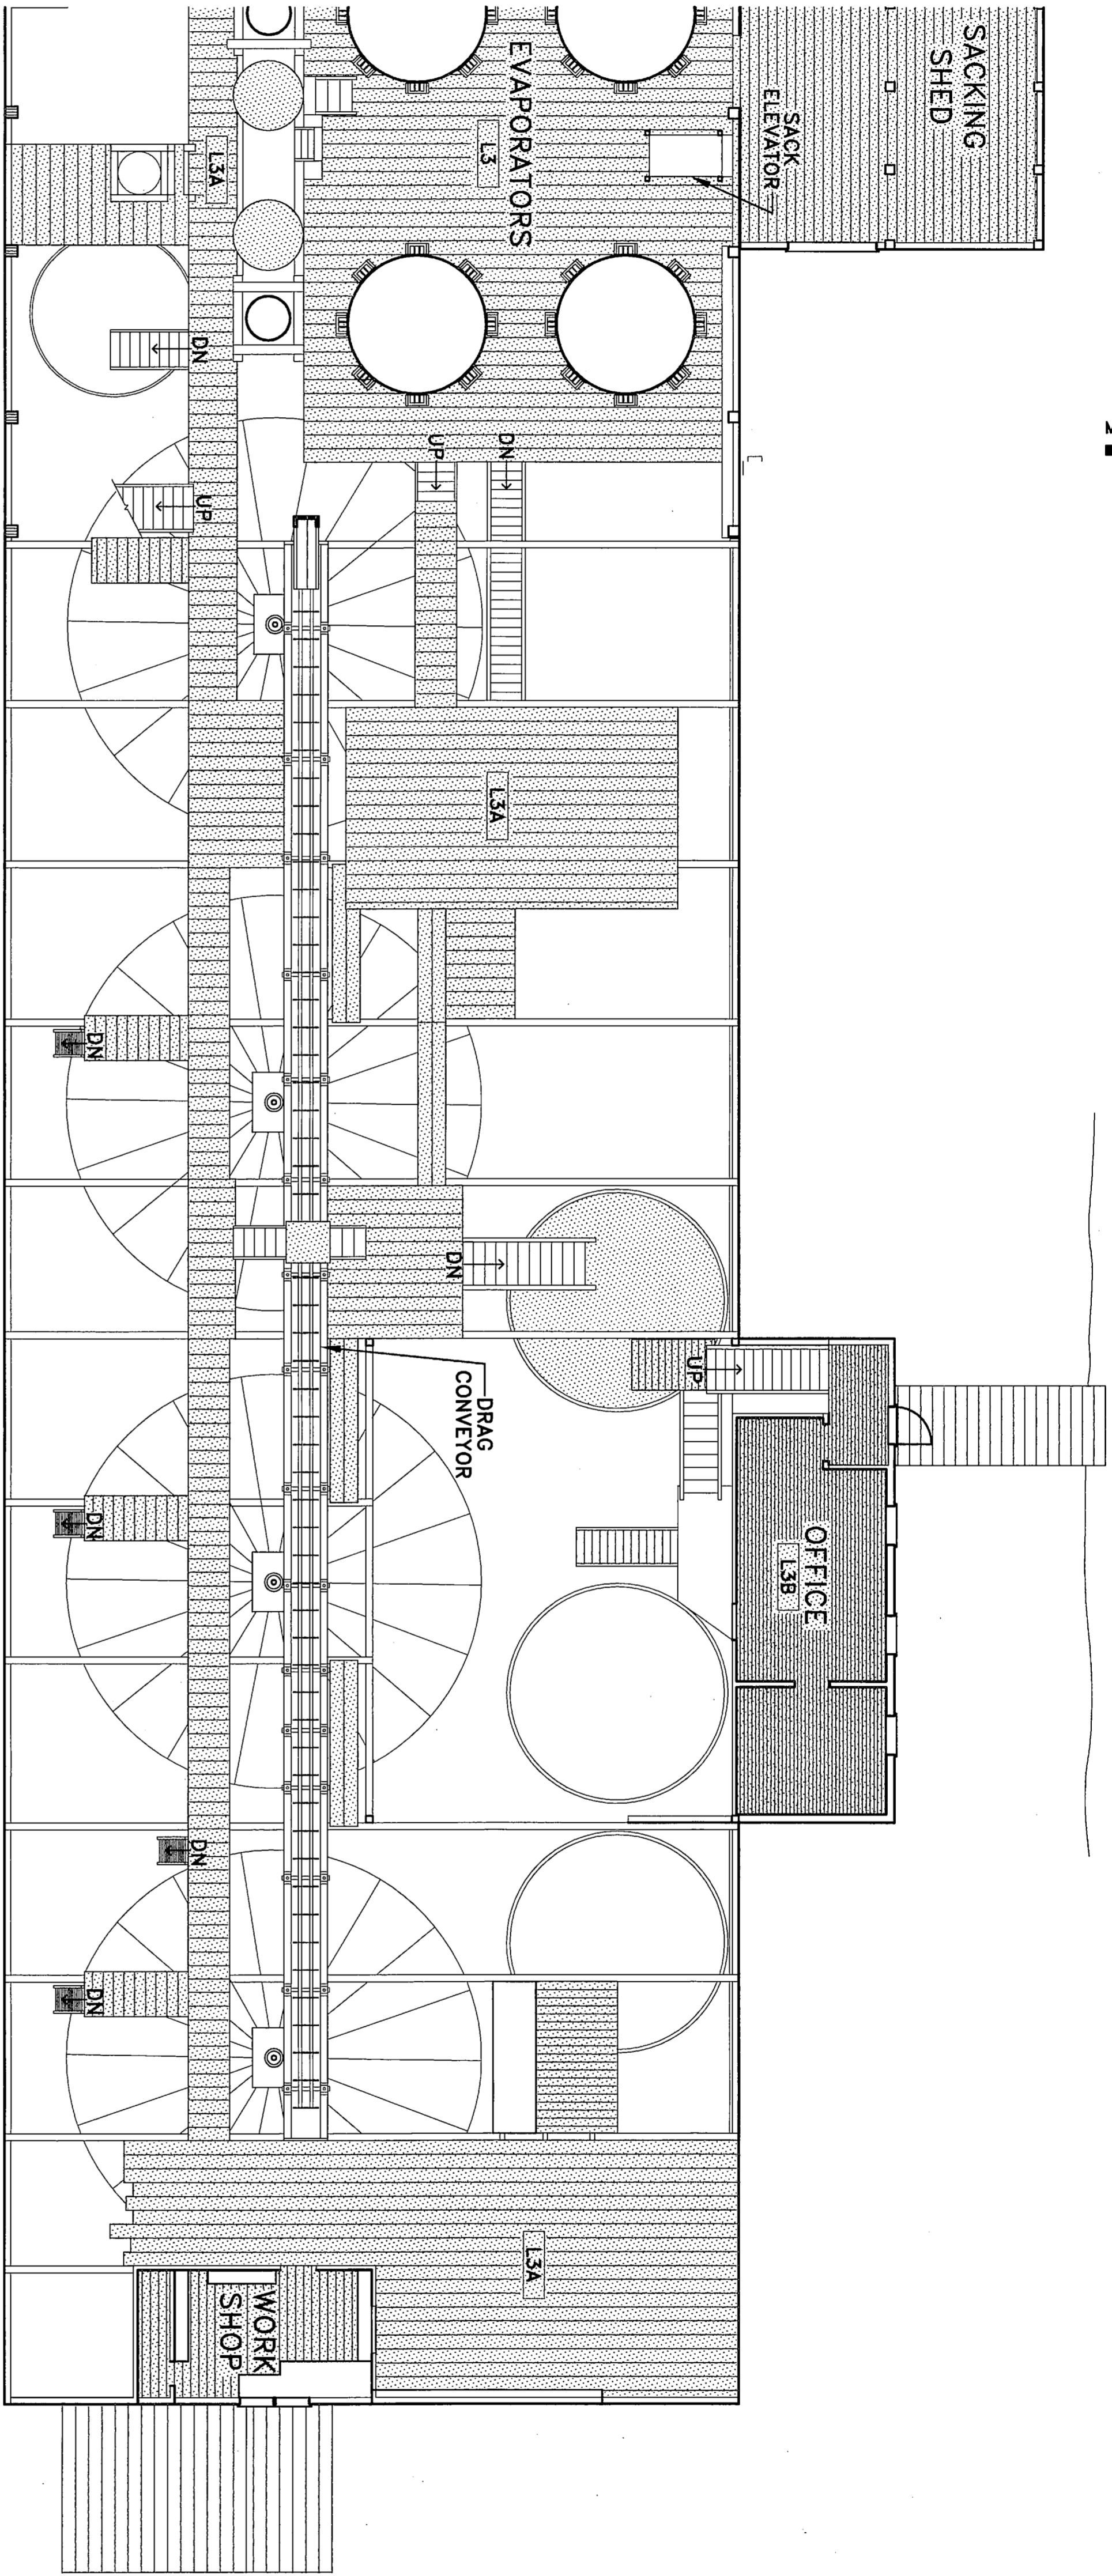 SACKING
SHED
SACK
ELEVATOR
EVAPORATORS
L3
L3A
DN
UP
UP
DN
L3A
DN
DN
DRAG
CONVEYOR
UP
OFFICE
L3B
DN
DN
DN
L3A
WORK
SHOP